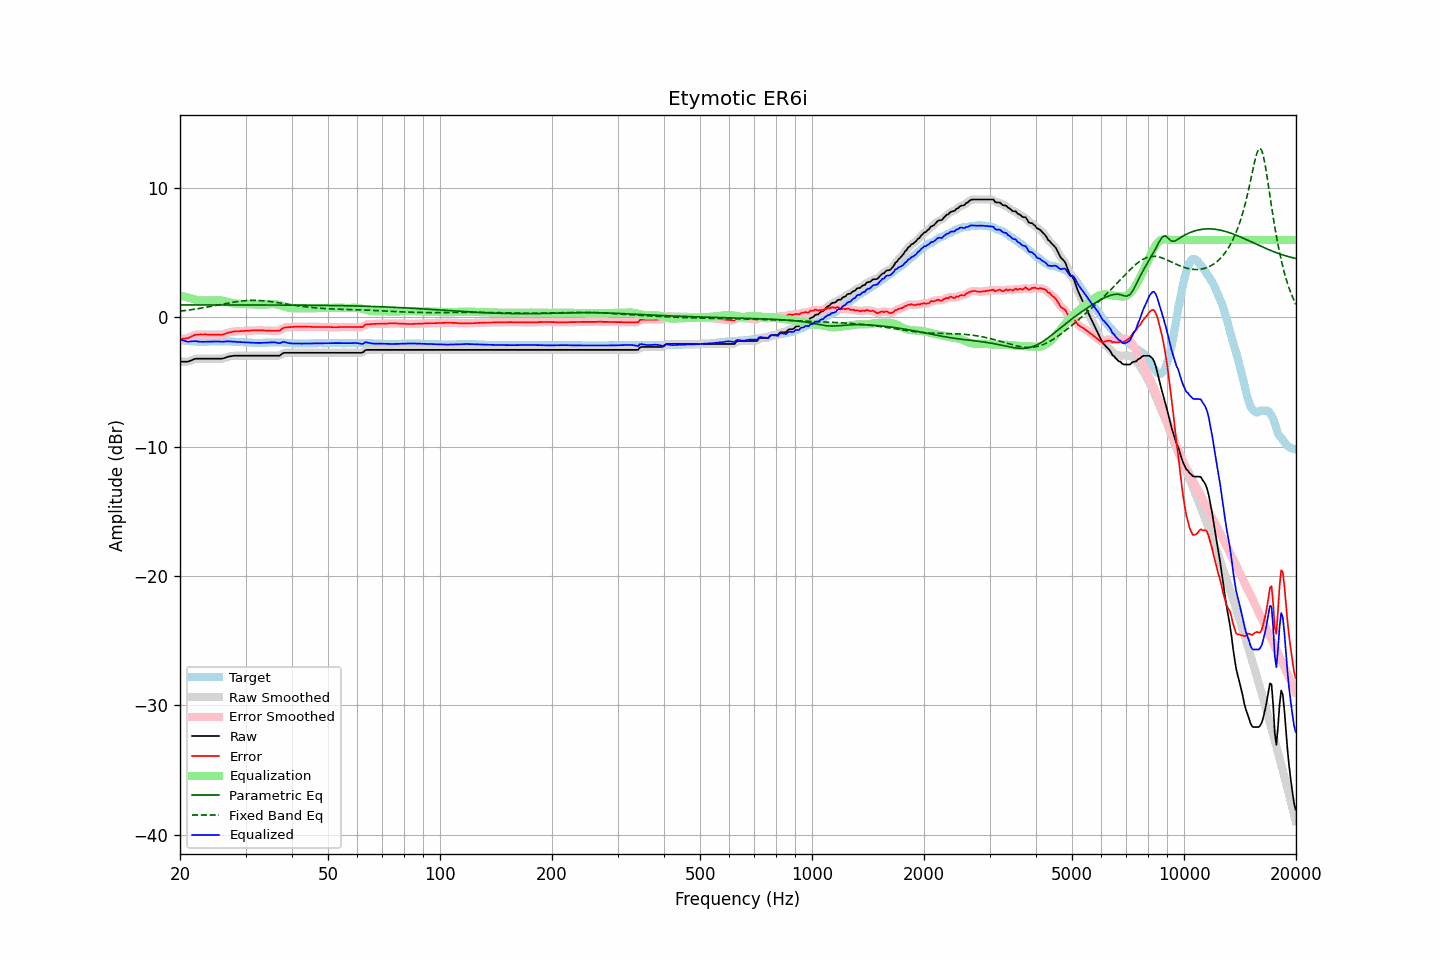 Etymotic ER6i
Amplitude (dBr)
10
0
−10
−20
−30
−40
Target
Raw Smoothed
Error Smoothed
Raw
Error
Equalization
Parametric Eq
Fixed Band Eq
Equalized
20 50 100 200 500 1000 2000 5000 10000 20000
Frequency (Hz)